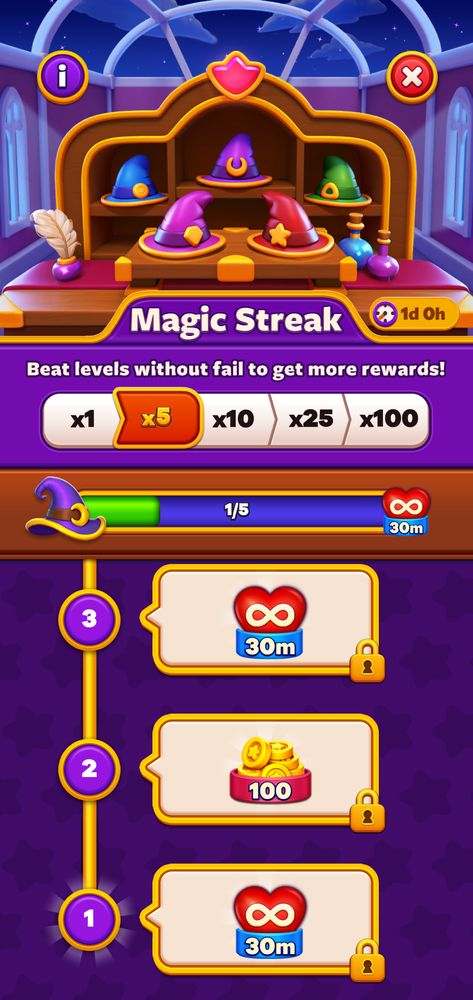 i
Magic Streak
1d 0h
Beat levels without fail to get more rewards!
x1 x5 x10 x25 x100
1/5
30m
3
30m
2
100
1
30m